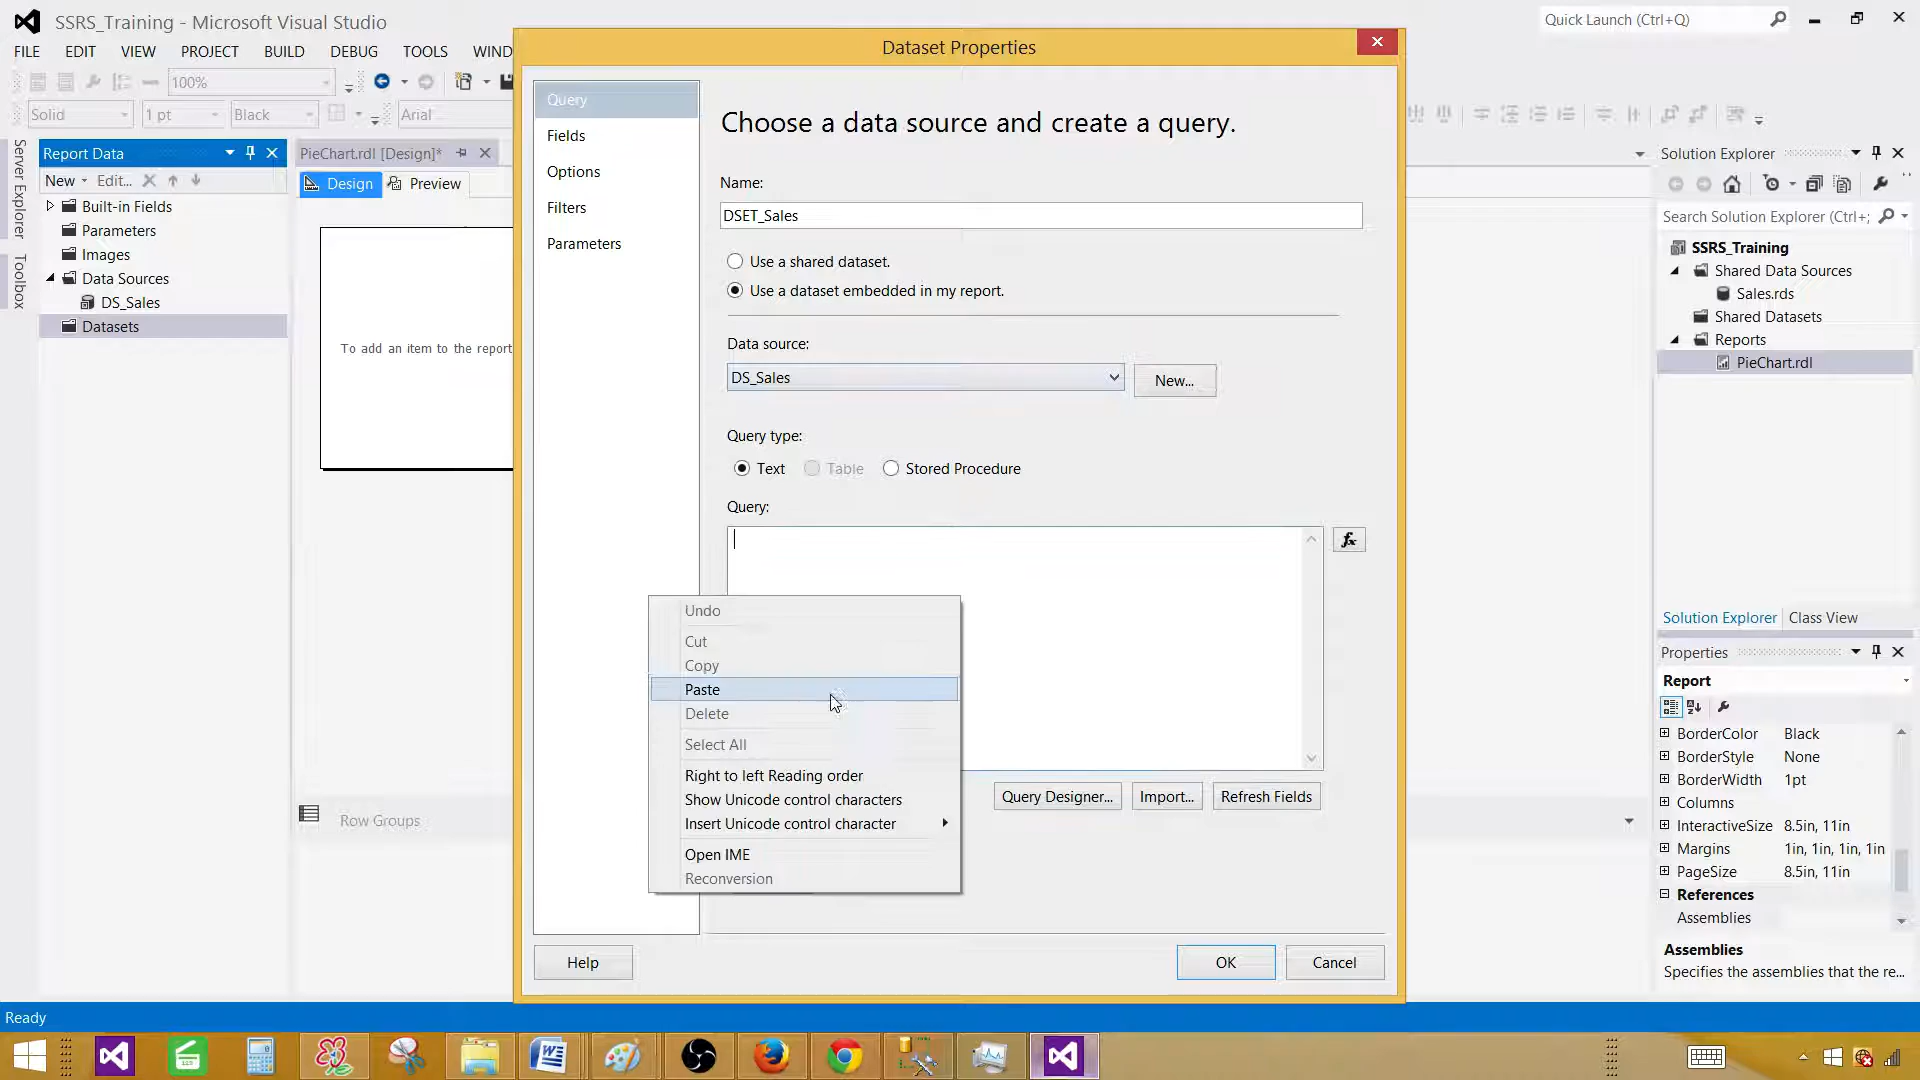 SSRS_Training - Microsoft Visual Studio
Quick Launch (Ctrl+Q)
FILE EDIT VIEW PROJECT BUILD DEBUG TOOLS WIND
100%
Solid 1 pt Black Arial
Server Explorer
Toolbox
Report Data
New Edit...
Built-in Fields
Parameters
Images
Data Sources
DS_Sales
Datasets
PieChart.rdl [Design]*
Design Preview
To add an item to the report
Row Groups
Dataset Properties
Query
Fields
Options
Filters
Parameters
Choose a data source and create a query.
Name:
DSET_Sales
Use a shared dataset.
Use a dataset embedded in my report.
Data source:
DS_Sales New...
Query type:
Text Table Stored Procedure
Query:
fx
Undo
Cut
Copy
Paste
Delete
Select All
Right to left Reading order
Show Unicode control characters
Insert Unicode control character
Open IME
Reconversion
Query Designer... Import... Refresh Fields
Help OK Cancel
Solution Explorer
Search Solution Explorer (Ctrl+;
SSRS_Training
Shared Data Sources
Sales.rds
Shared Datasets
Reports
PieChart.rdl
Solution Explorer Class View
Properties
Report
BorderColor Black
BorderStyle None
BorderWidth 1pt
Columns
InteractiveSize 8.5in, 11in
Margins 1in, 1in, 1in, 1in
PageSize 8.5in, 11in
References
Assemblies
Assemblies
Specifies the assemblies that the re...
Ready